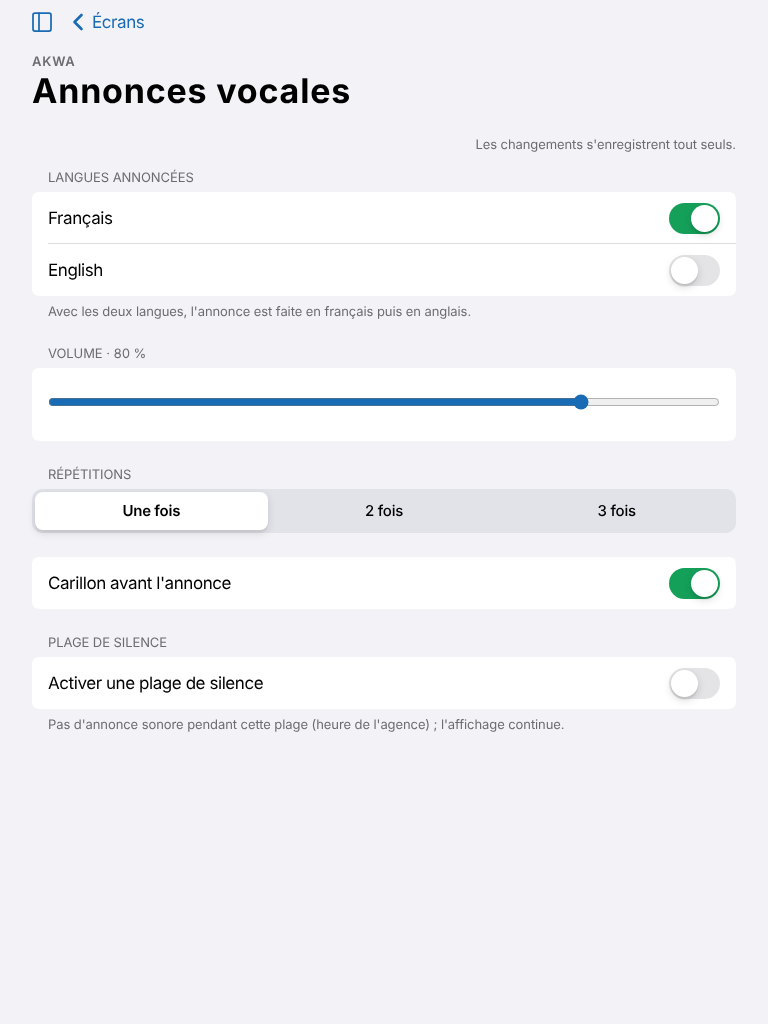 Écrans
AKWA
Annonces vocales
Les changements s'enregistrent tout seuls.
LANGUES ANNONCÉES
Français
English
Avec les deux langues, l'annonce est faite en français puis en anglais.
VOLUME · 80 %
RÉPÉTITIONS
Une fois
2 fois
3 fois
Carillon avant l'annonce
PLAGE DE SILENCE
Activer une plage de silence
Pas d'annonce sonore pendant cette plage (heure de l'agence) ; l'affichage continue.